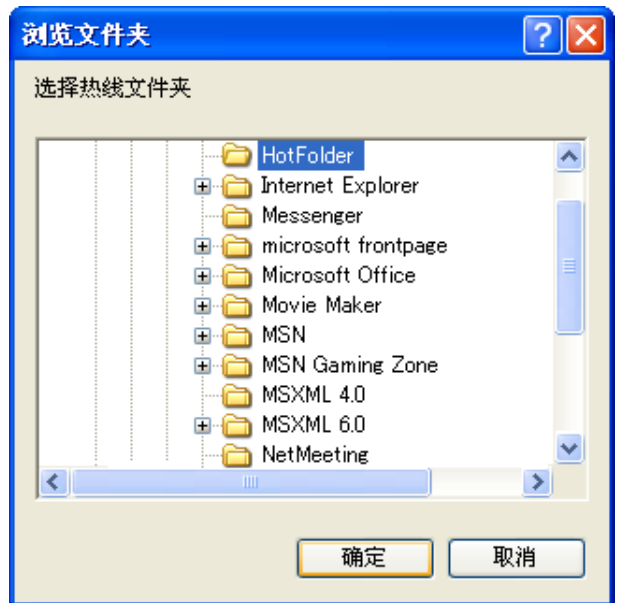 浏览文件夹
选择热线文件夹
HotFolder
Internet Explorer
Messenger
microsoft frontpage
Microsoft Office
Movie Maker
MSN
MSN Gaming Zone
MSXML 4.0
MSXML 6.0
NetMeeting
确定
取消